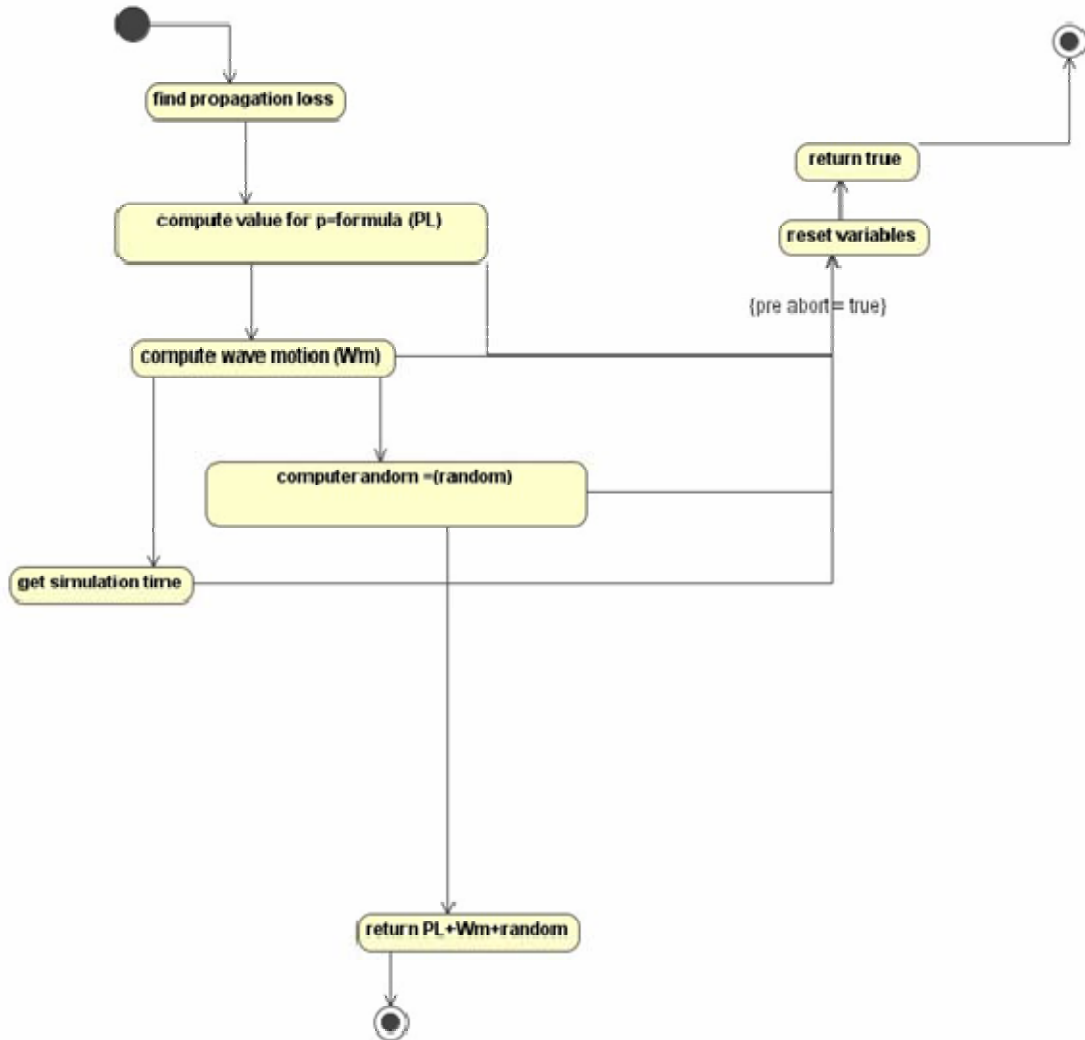 find propagation loss
return true
compute value for p=formula (PL)
reset variables
{pre abort = true}
compute wave motion (Wm)
computerandom =(random)
get simulation time
return PL+Wm+random